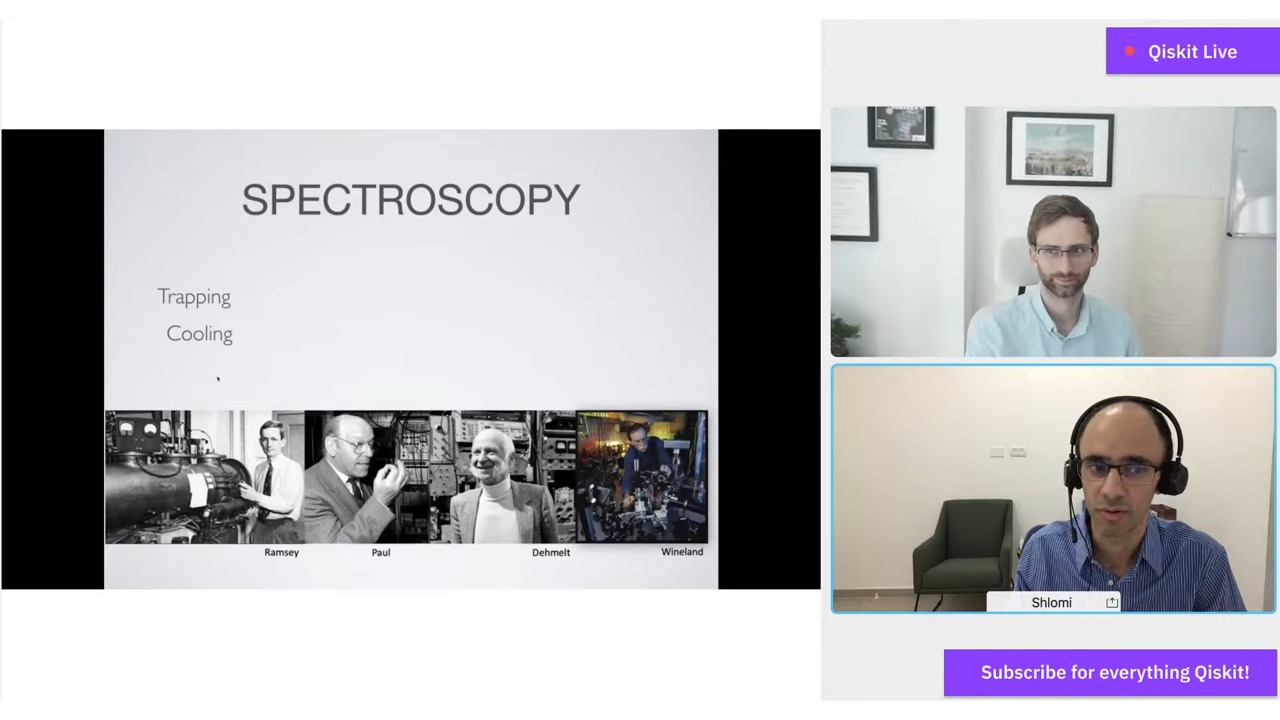 Qiskit Live
SPECTROSCOPY
Trapping
Cooling
Ramsey
Paul
Dehmelt
Wineland
Shlomi
Subscribe for everything Qiskit!